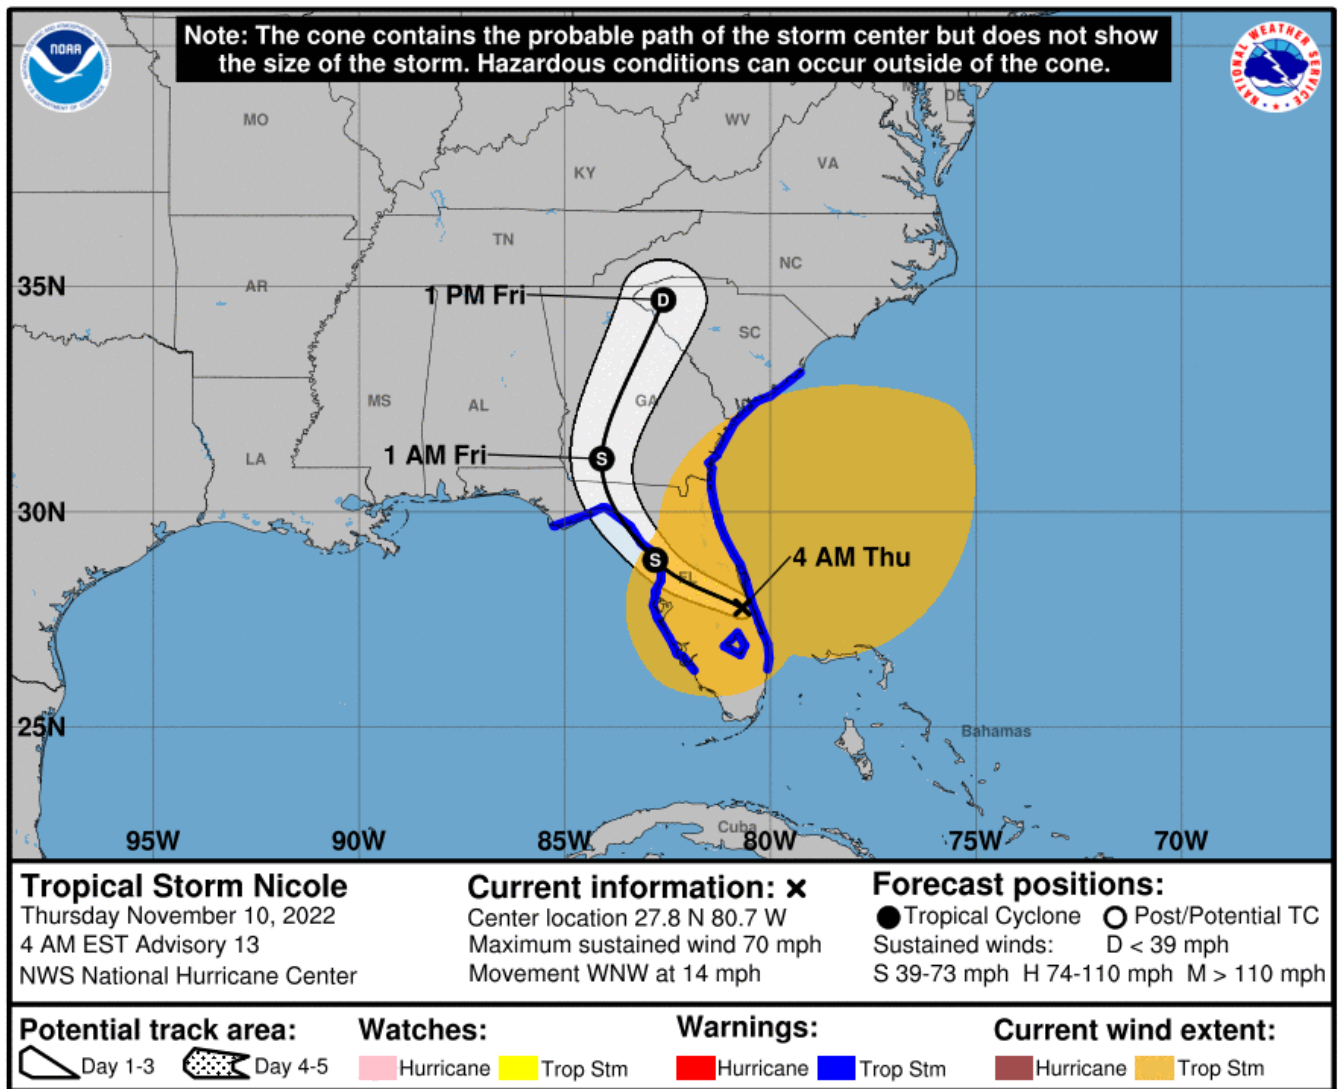 Note: The cone contains the probable path of the storm center but does not show
the size of the storm. Hazardous conditions can occur outside of the cone.
NOAA
NATIONAL WEATHER SERVICE
DE
MO
WV
VA
KY
TN
NC
35N
AR
1 PM Fri
D
SC
MS
AL
GA
1 AM Fri
S
LA
30N
S
4 AM Thu
FL
25N
Bahamas
Cuba
95W
90W
85W
80W
75W
70W
Tropical Storm Nicole
Thursday November 10, 2022
4 AM EST Advisory 13
NWS National Hurricane Center
Current information: ×
Center location 27.8 N 80.7 W
Maximum sustained wind 70 mph
Movement WNW at 14 mph
Forecast positions:
Tropical Cyclone Post/Potential TC
Sustained winds: D < 39 mph
S 39-73 mph H 74-110 mph M > 110 mph
Potential track area:
Day 1-3 Day 4-5
Watches:
Hurricane Trop Stm
Warnings:
Hurricane Trop Stm
Current wind extent:
Hurricane Trop Stm